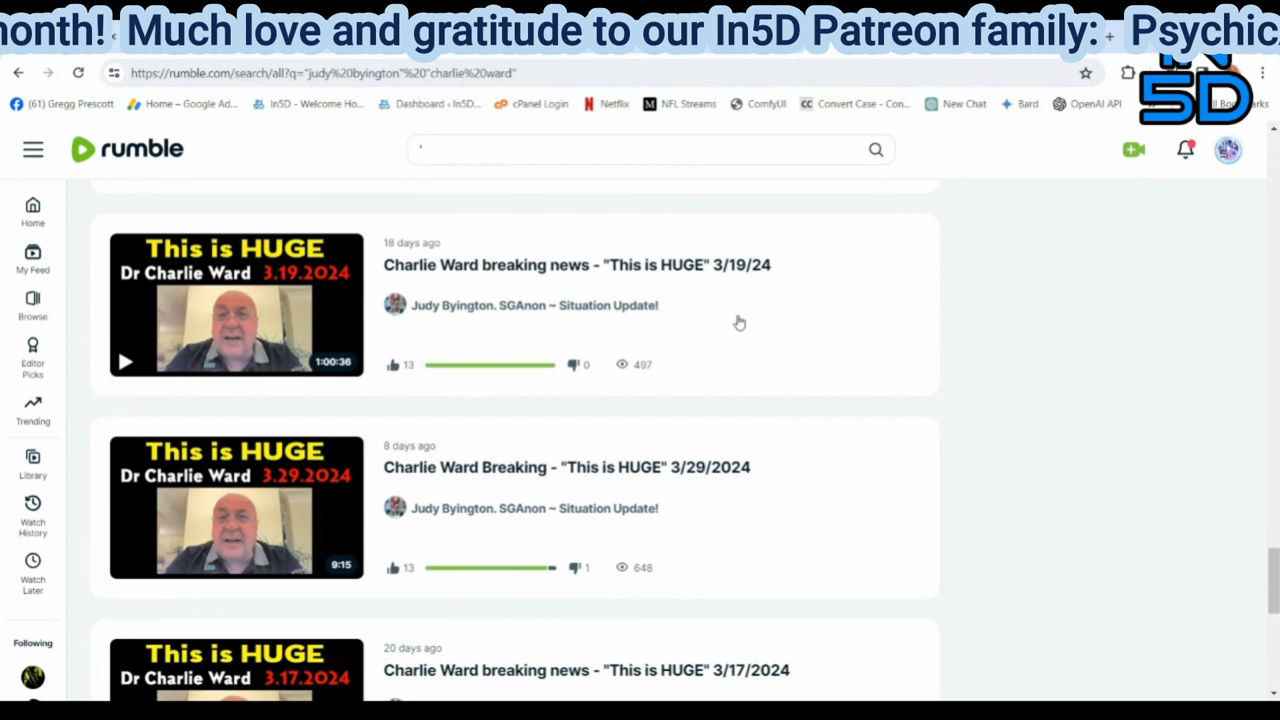 month! Much love and gratitude to our In5D Patreon family: Psychic
https://rumble.com/search/all?q="judy%20byington"%20"charlie%20ward"
IN
5D
(61) Gregg Prescott
Home – Google Ad...
In5D - Welcome Ho...
Dashboard ‹ In5D...
cPanel Login
Netflix
NFL Streams
ComfyUI
Convert Case - Con...
New Chat
Bard
OpenAI API
rumble
Home
My Feed
Browse
Editor
Picks
Trending
Library
Watch
History
Watch
Later
Following
This is HUGE
Dr Charlie Ward 3.19.2024
1:00:36
18 days ago
Charlie Ward breaking news - "This is HUGE" 3/19/24
Judy Byington. SGAnon ~ Situation Update!
13 0 497
This is HUGE
Dr Charlie Ward 3.29.2024
9:15
8 days ago
Charlie Ward Breaking - "This is HUGE" 3/29/2024
Judy Byington. SGAnon ~ Situation Update!
13 1 648
This is HUGE
Dr Charlie Ward 3.17.2024
20 days ago
Charlie Ward breaking news - "This is HUGE" 3/17/2024